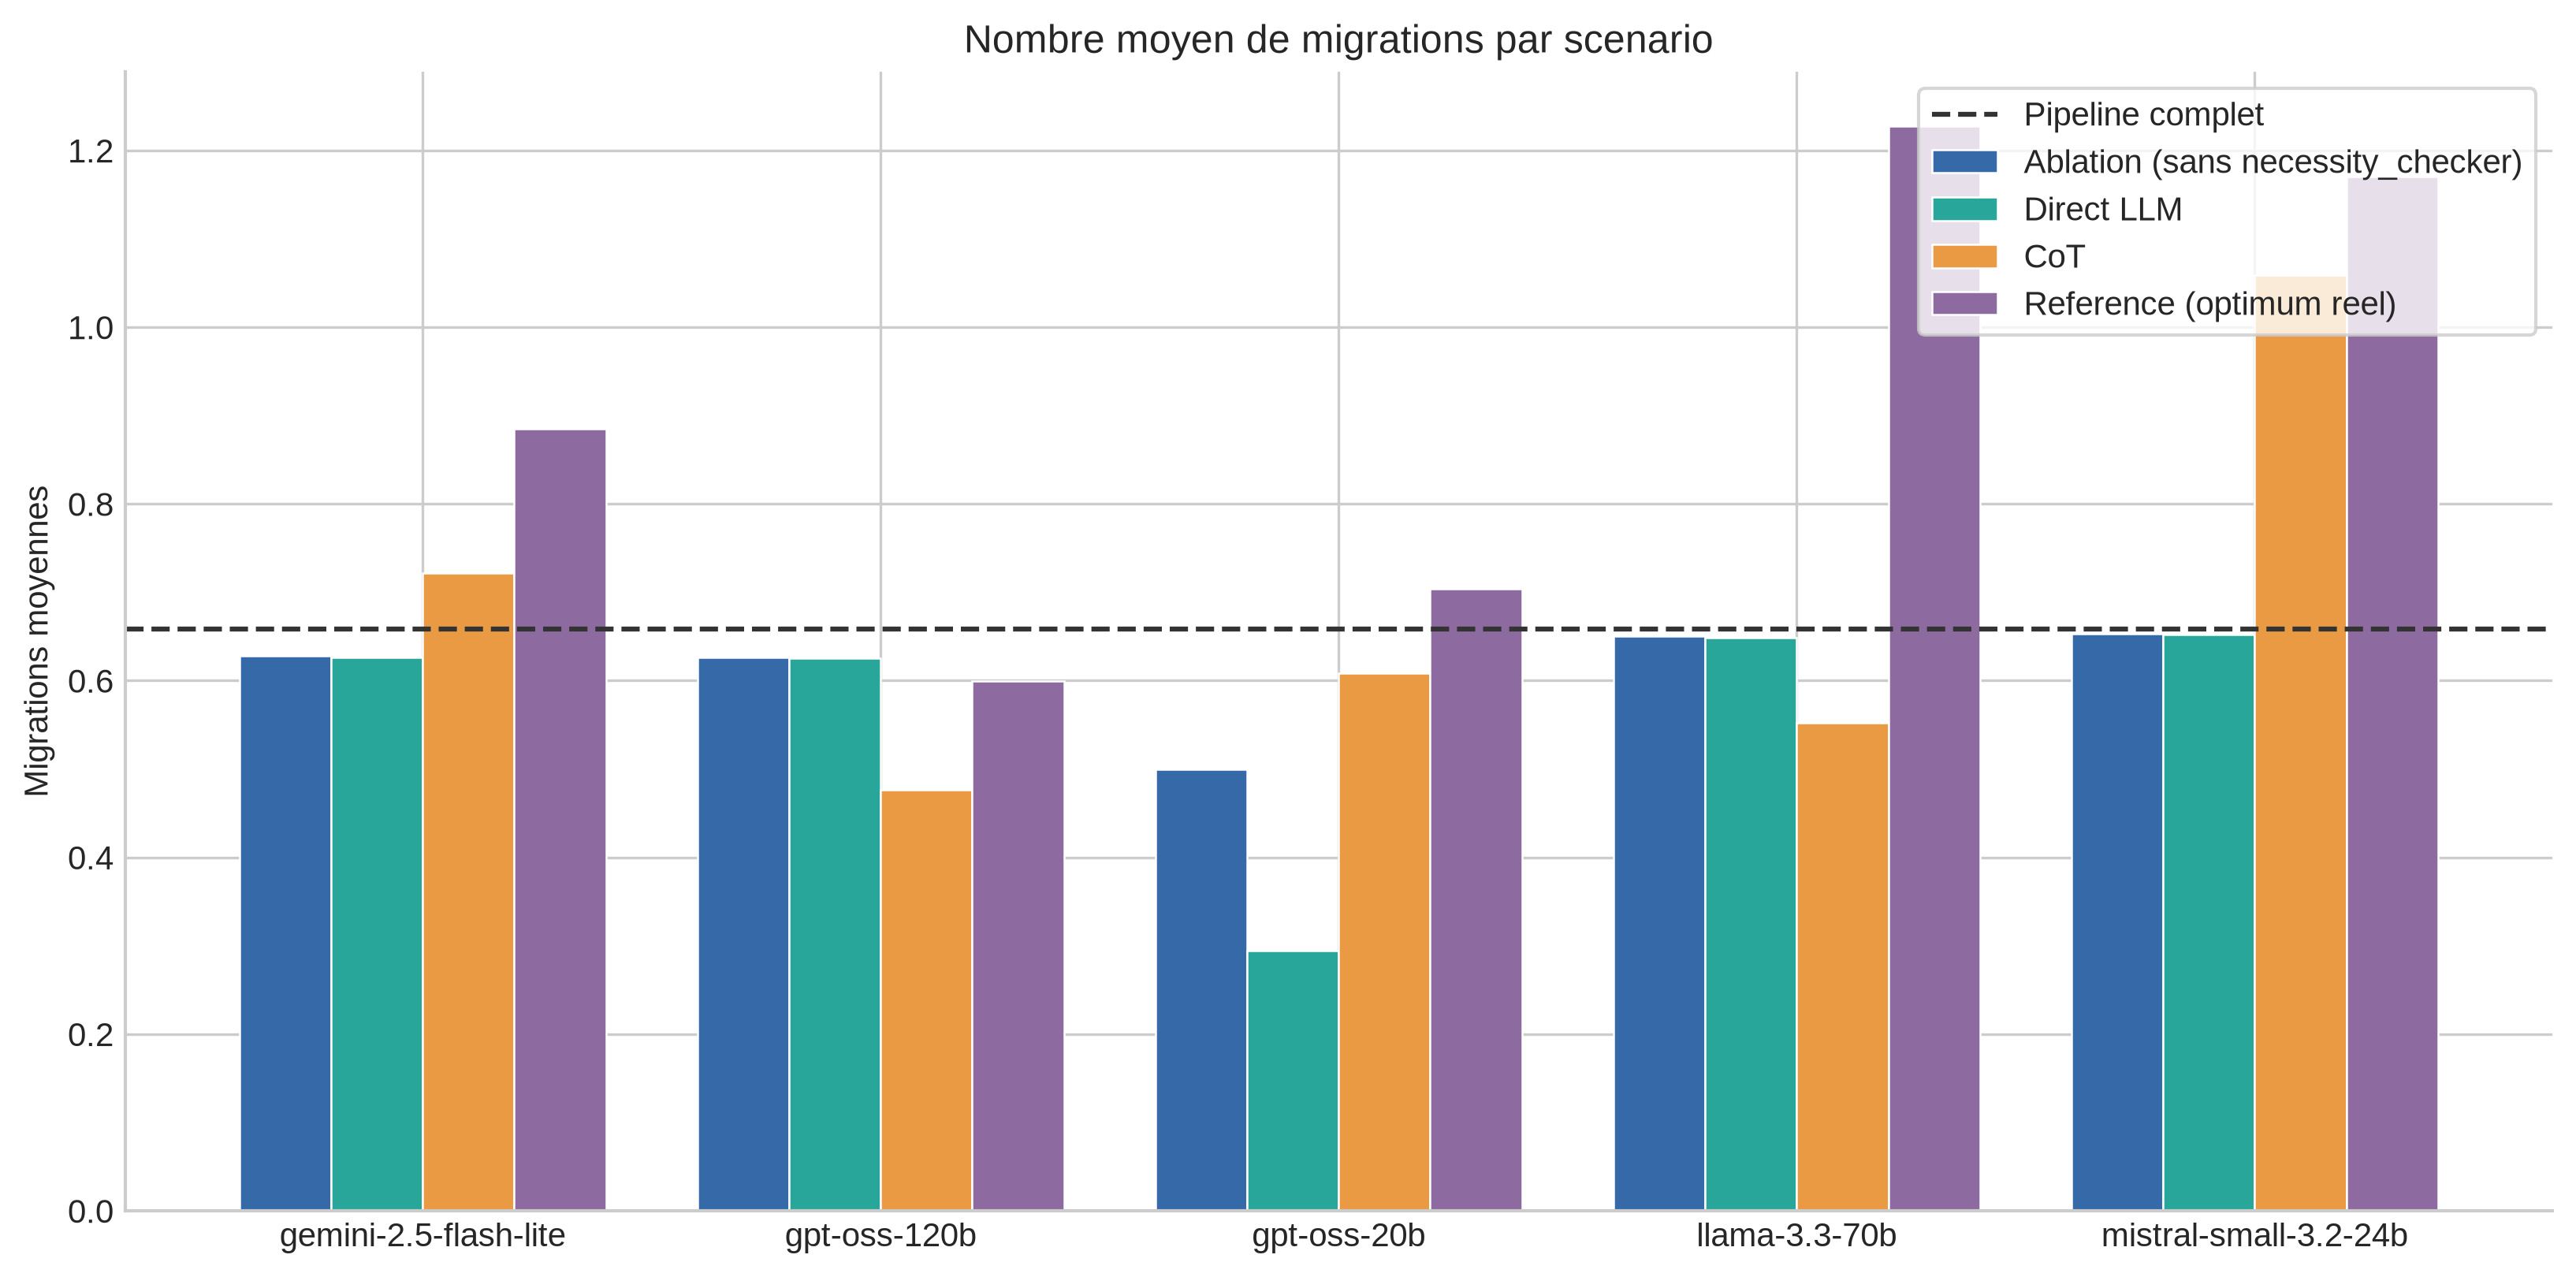 Nombre moyen de migrations par scenario
Migrations moyennes
1.2
1.0
0.8
0.6
0.4
0.2
0.0
Pipeline complet
Ablation (sans necessity_checker)
Direct LLM
CoT
Reference (optimum reel)
gemini-2.5-flash-lite
gpt-oss-120b
gpt-oss-20b
llama-3.3-70b
mistral-small-3.2-24b